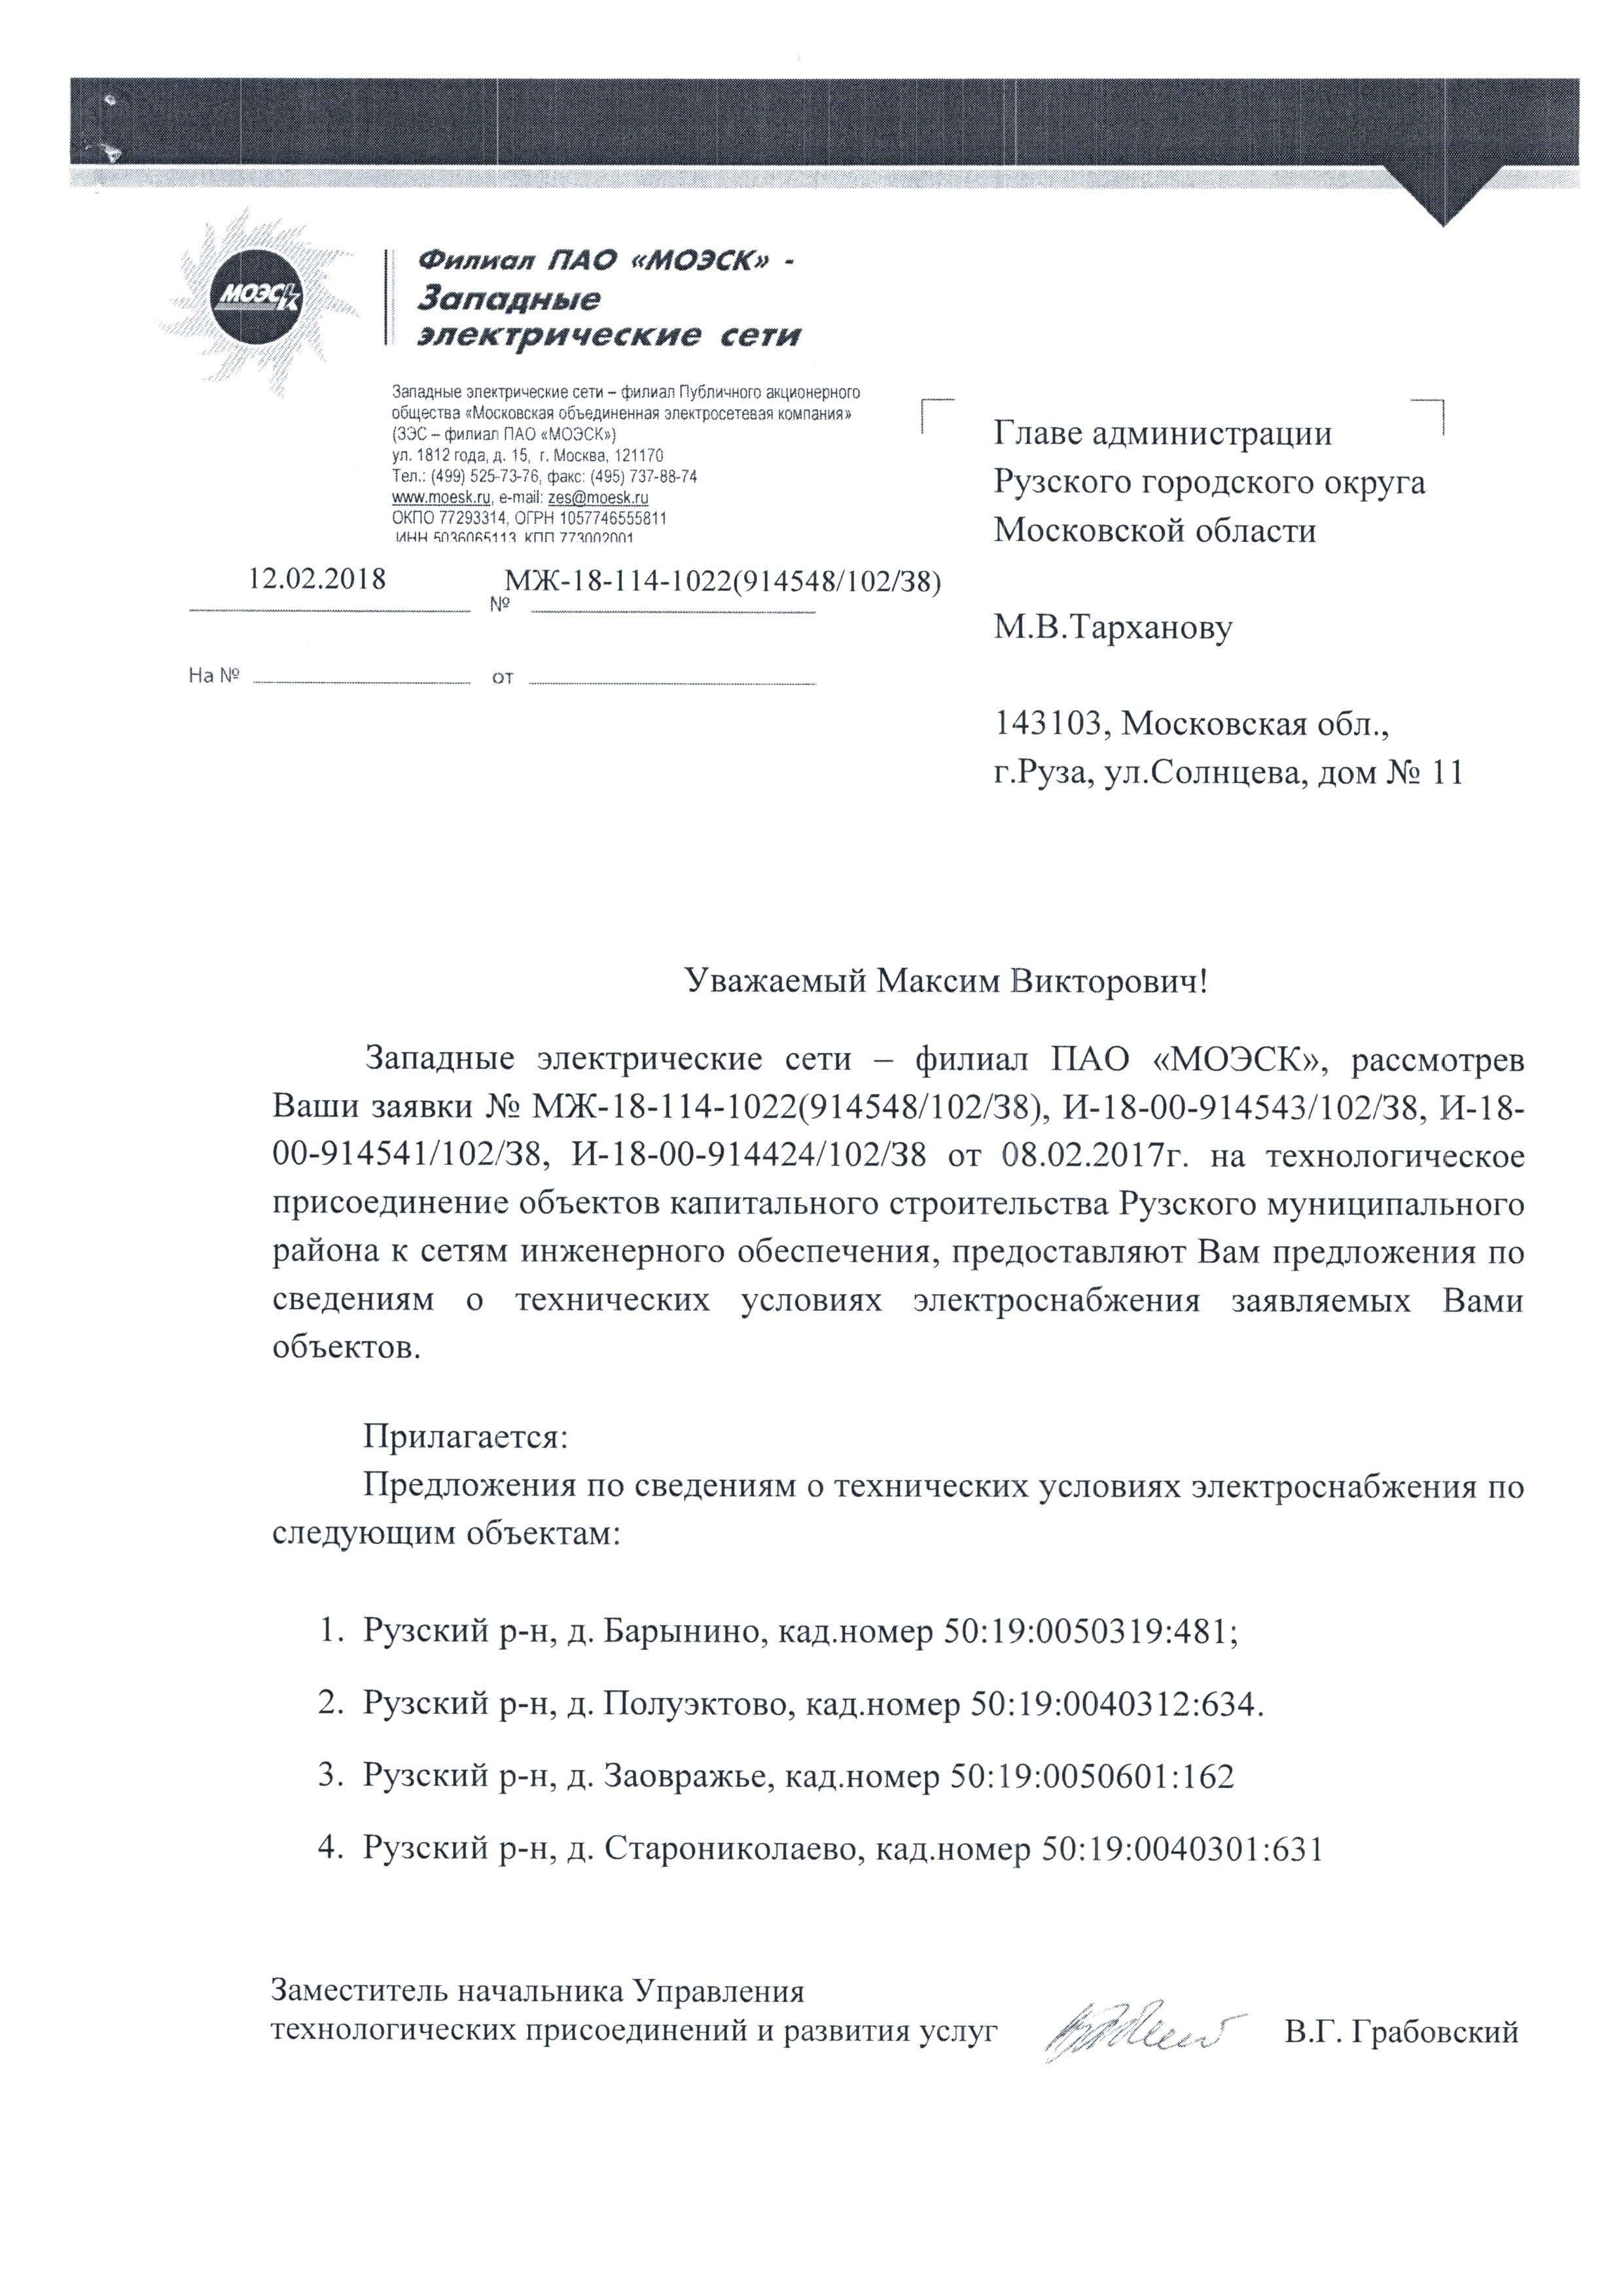 МОЭСК
Филиал ПАО «МОЭСК» -
Западные
электрические сети
Западные электрические сети – филиал Публичного акционерного
общества «Московская объединенная электросетевая компания»
(ЗЭС – филиал ПАО «МОЭСК»)
ул. 1812 года, д. 15, г. Москва, 121170
Тел.: (499) 525-73-76, факс: (495) 737-88-74
www.moesk.ru, e-mail: zes@moesk.ru
ОКПО 77293314, ОГРН 1057746555811
ИНН 5036065113 КПП 773002001
12.02.2018 № МЖ-18-114-1022(914548/102/З8)
На № от
Главе администрации
Рузского городского округа
Московской области
М.В.Тарханову
143103, Московская обл.,
г.Руза, ул.Солнцева, дом № 11
Уважаемый Максим Викторович!
Западные электрические сети – филиал ПАО «МОЭСК», рассмотрев
Ваши заявки № МЖ-18-114-1022(914548/102/З8), И-18-00-914543/102/З8, И-18-
00-914541/102/З8, И-18-00-914424/102/З8 от 08.02.2017г. на технологическое
присоединение объектов капитального строительства Рузского муниципального
района к сетям инженерного обеспечения, предоставляют Вам предложения по
сведениям о технических условиях электроснабжения заявляемых Вами
объектов.
Прилагается:
Предложения по сведениям о технических условиях электроснабжения по
следующим объектам:
1. Рузский р-н, д. Барынино, кад.номер 50:19:0050319:481;
2. Рузский р-н, д. Полуэктово, кад.номер 50:19:0040312:634.
3. Рузский р-н, д. Заовражье, кад.номер 50:19:0050601:162
4. Рузский р-н, д. Старониколаево, кад.номер 50:19:0040301:631
Заместитель начальника Управления
технологических присоединений и развития услуг В.Г. Грабовский